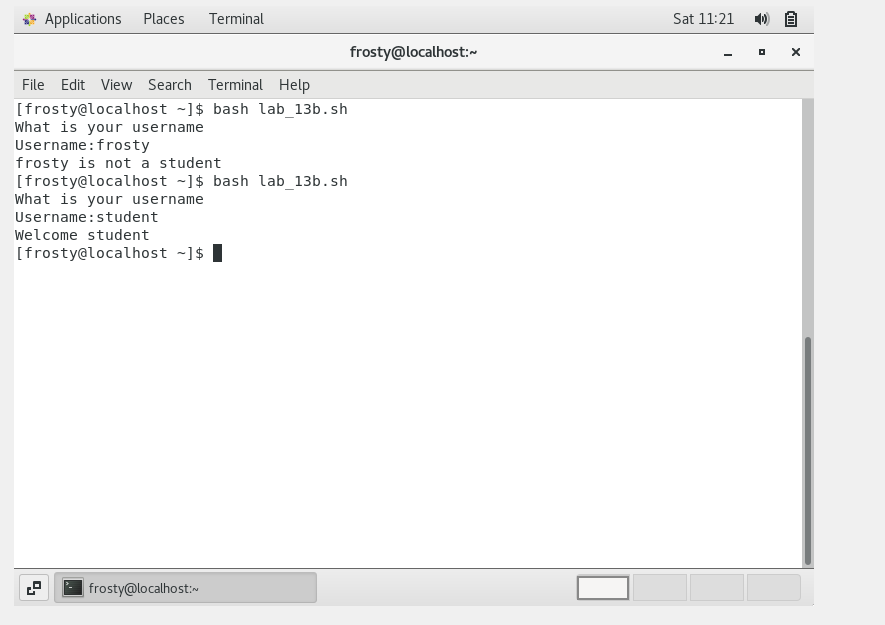 Applications Places Terminal Sat 11:21
frosty@localhost:~
File Edit View Search Terminal Help
[frosty@localhost ~]$ bash lab_13b.sh
What is your username
Username:frosty
frosty is not a student
[frosty@localhost ~]$ bash lab_13b.sh
What is your username
Username:student
Welcome student
[frosty@localhost ~]$
frosty@localhost:~